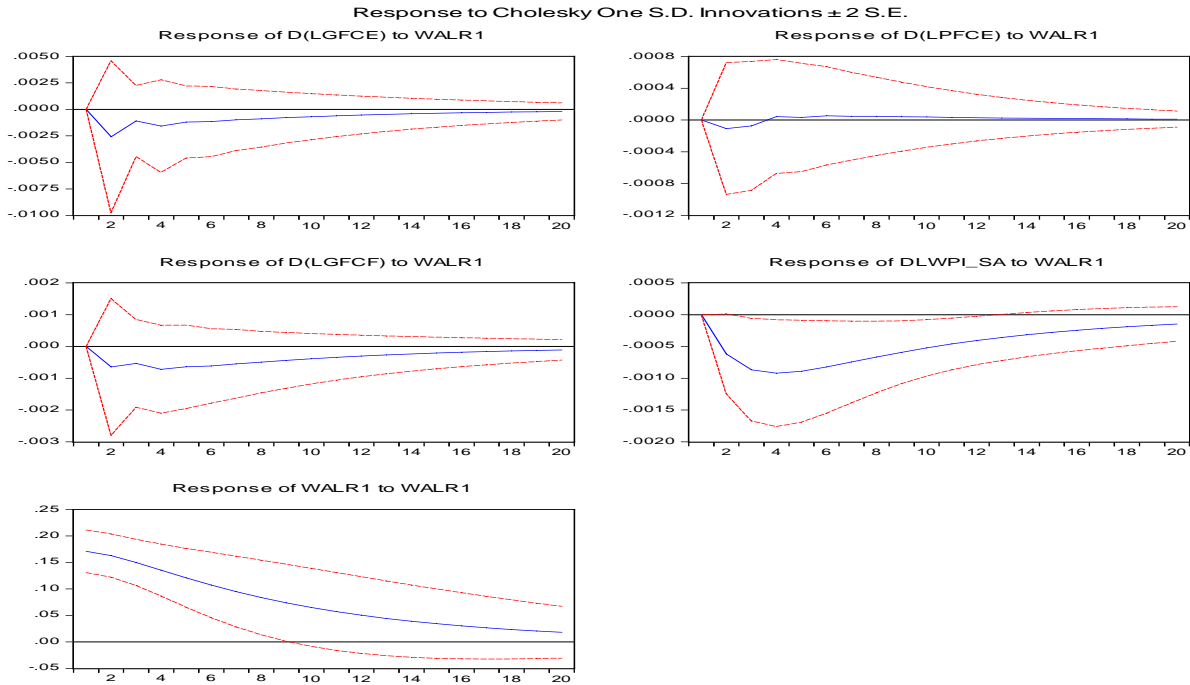 Response to Cholesky One S.D. Innovations ± 2 S.E.
Response of D(LGFCE) to WALR1
.0050
.0025
.0000
-.0025
-.0050
-.0075
-.0100
2 4 6 8 10 12 14 16 18 20
Response of D(LPFCE) to WALR1
.0008
.0004
.0000
-.0004
-.0008
-.0012
2 4 6 8 10 12 14 16 18 20
Response of D(LGFCF) to WALR1
.002
.001
.000
-.001
-.002
-.003
2 4 6 8 10 12 14 16 18 20
Response of DLWPI_SA to WALR1
.0005
.0000
-.0005
-.0010
-.0015
-.0020
2 4 6 8 10 12 14 16 18 20
Response of WALR1 to WALR1
.25
.20
.15
.10
.05
.00
-.05
2 4 6 8 10 12 14 16 18 20